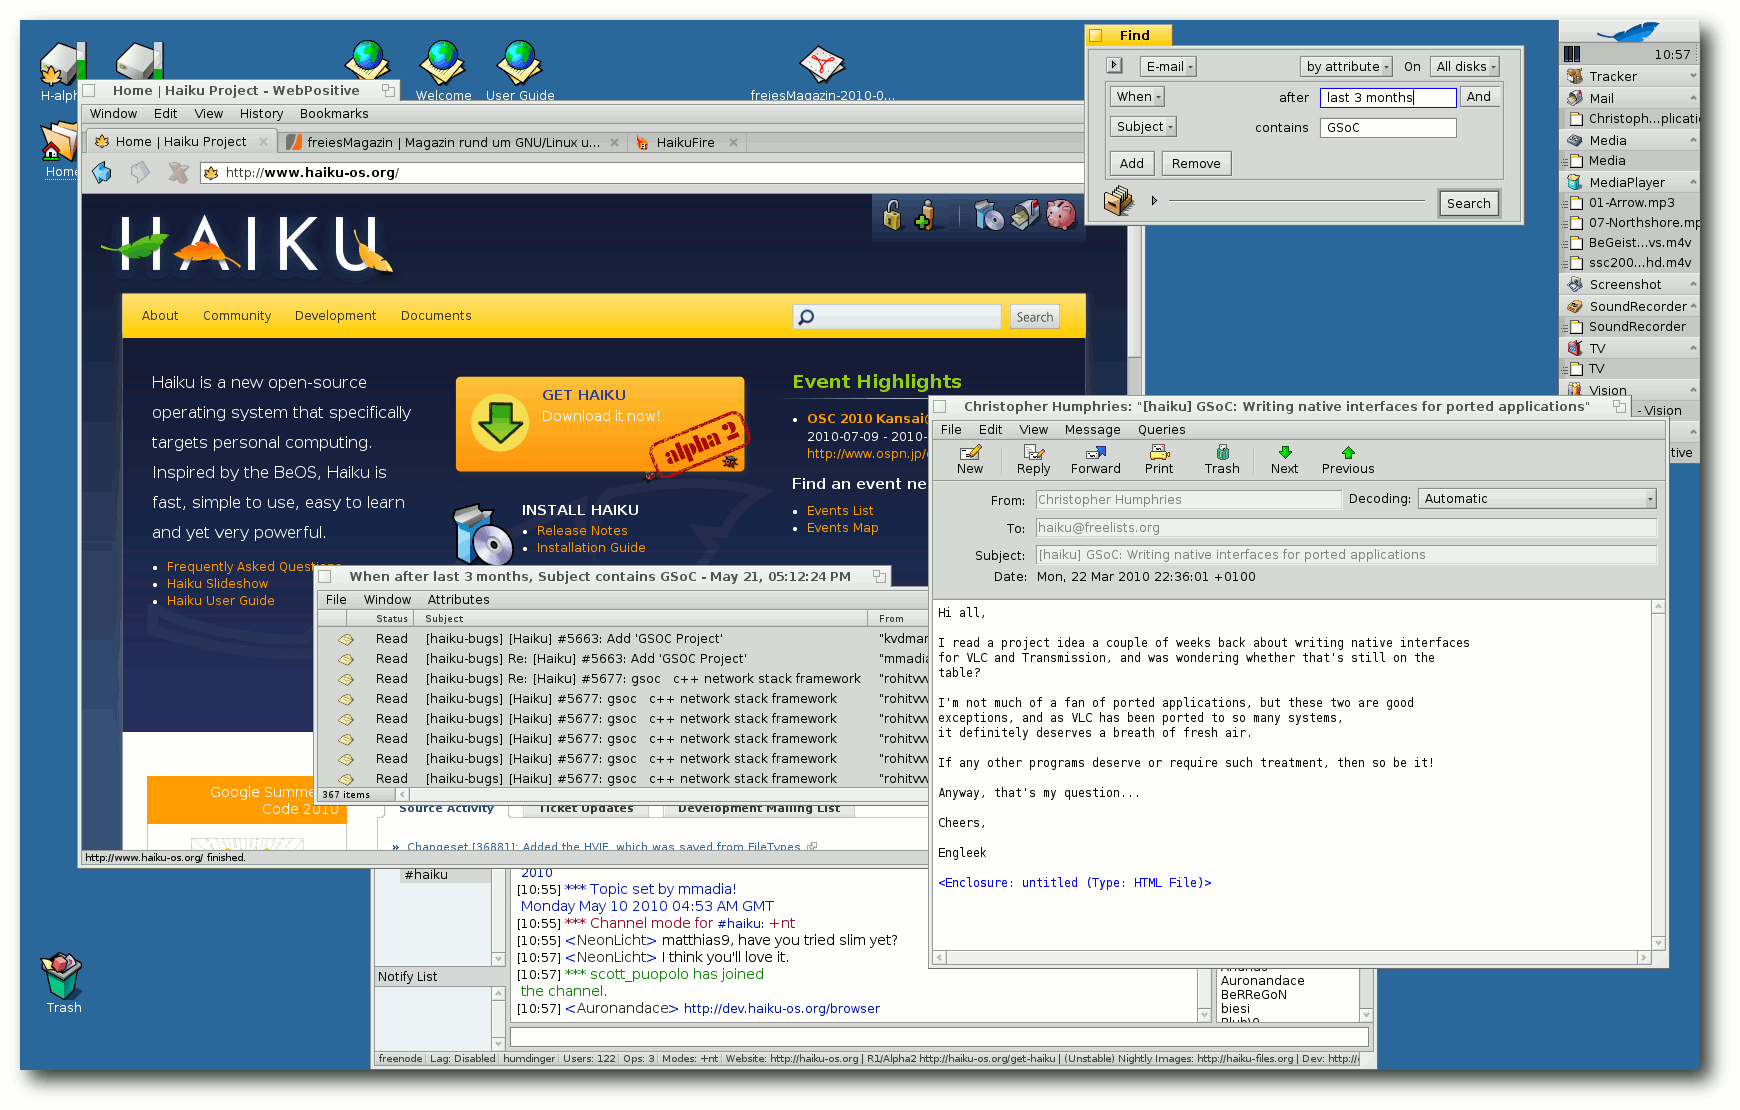 H-alph
Welcome
User Guide
freiesMagazin-2010-0...
Home
Trash
Home | Haiku Project - WebPositive
Window Edit View History Bookmarks
Home | Haiku Project
freiesMagazin | Magazin rund um GNU/Linux u...
HaikuFire
http://www.haiku-os.org/
HAIKU
About Community Development Documents
Search
Haiku is a new open-source
operating system that specifically
targets personal computing.
Inspired by the BeOS, Haiku is
fast, simple to use, easy to learn
and yet very powerful.
Frequently Asked Questions
Haiku Slideshow
Haiku User Guide
GET HAIKU
Download it now!
alpha 2
INSTALL HAIKU
Release Notes
Installation Guide
Event Highlights
OSC 2010 Kansai@
2010-07-09 - 2010-
http://www.ospn.jp/
Find an event ne
Events List
Events Map
Google Summe
Code 2010
Source Activity Ticket Updates Development Mailing List
» Changeset [36881]: Added the HVIF, which was saved from FileTypes
http://www.haiku-os.org/ finished.
Find
E-mail by attribute On All disks
When after last 3 months And
Subject contains GSoC
Add Remove
Search
10:57
Tracker
Mail
Christoph...plicatio
Media
Media
MediaPlayer
01-Arrow.mp3
07-Northshore.mp
BeGeist...vs.m4v
ssc200...hd.m4v
Screenshot
SoundRecorder
SoundRecorder
TV
TV
Vision
- Vision
tive
When after last 3 months, Subject contains GSoC - May 21, 05:12:24 PM
File Window Attributes
Status Subject From
Read [haiku-bugs] [Haiku] #5663: Add 'GSOC Project' "kvdmar
Read [haiku-bugs] Re: [Haiku] #5663: Add 'GSOC Project' "mmadia
Read [haiku-bugs] Re: [Haiku] #5677: gsoc c++ network stack framework "rohitvv
Read [haiku-bugs] [Haiku] #5677: gsoc c++ network stack framework "rohitvv
Read [haiku-bugs] [Haiku] #5677: gsoc c++ network stack framework "rohitvv
Read [haiku-bugs] [Haiku] #5677: gsoc c++ network stack framework "rohitvv
Read [haiku-bugs] [Haiku] #5677: gsoc c++ network stack framework "rohitvv
Read [haiku-bugs] [Haiku] #5677: gsoc c++ network stack framework "rohitvv
367 items
Christopher Humphries: "[haiku] GSoC: Writing native interfaces for ported applications"
File Edit View Message Queries
New Reply Forward Print Trash Next Previous
From: Christopher Humphries Decoding: Automatic
To: haiku@freelists.org
Subject: [haiku] GSoC: Writing native interfaces for ported applications
Date: Mon, 22 Mar 2010 22:36:01 +0100
Hi all,
I read a project idea a couple of weeks back about writing native interfaces
for VLC and Transmission, and was wondering whether that's still on the
table?
I'm not much of a fan of ported applications, but these two are good
exceptions, and as VLC has been ported to so many systems,
it definitely deserves a breath of fresh air.
If any other programs deserve or require such treatment, then so be it!
Anyway, that's my question...
Cheers,
Engleek
<Enclosure: untitled (Type: HTML File)>
#haiku
Notify List
2010
[10:55] *** Topic set by mmadia!
Monday May 10 2010 04:53 AM GMT
[10:55] *** Channel mode for #haiku: +nt
[10:55] <NeonLicht> matthias9, have you tried slim yet?
[10:57] <NeonLicht> I think you'll love it.
[10:57] *** scott_puopolo has joined
the channel.
[10:57] <Auronandace> http://dev.haiku-os.org/browser
Auronandace
BeRReGoN
biesi
freenode Lag: Disabled humdinger Users: 122 Ops: 3 Modes: +nt Website: http://haiku-os.org | R1/Alpha2 http://haiku-os.org/get-haiku | (Unstable) Nightly Images: http://haiku-files.org | Dev: http://